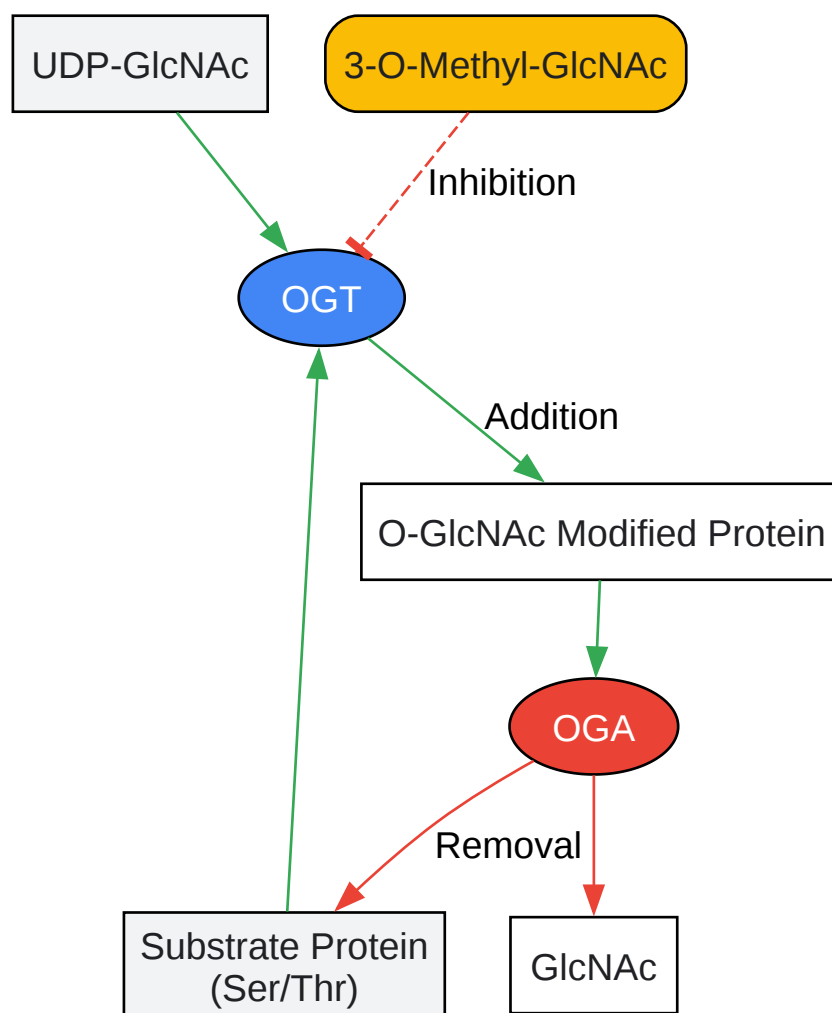 UDP-GlcNAc
3-O-Methyl-GlcNAc
Inhibition
OGT
Addition
O-GlcNAc Modified Protein
OGA
Removal
Substrate Protein
(Ser/Thr)
GlcNAc